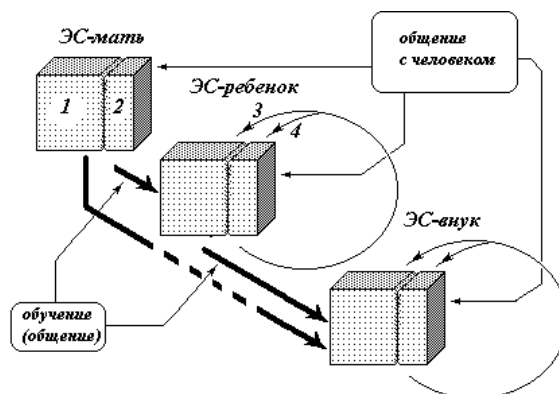 ЭС-мать
общение
с человеком
ЭС-ребенок
1
2
3
4
ЭС-внук
обучение
(общение)